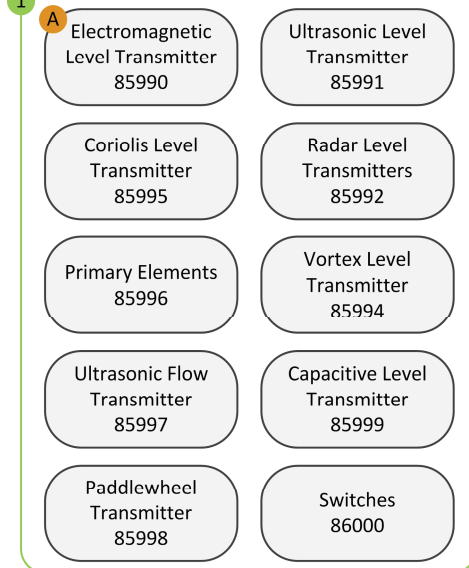 1
A
Electromagnetic
Level Transmitter
85990
Ultrasonic Level
Transmitter
85991
Coriolis Level
Transmitter
85995
Radar Level
Transmitters
85992
Primary Elements
85996
Vortex Level
Transmitter
85994
Ultrasonic Flow
Transmitter
85997
Capacitive Level
Transmitter
85999
Paddlewheel
Transmitter
85998
Switches
86000